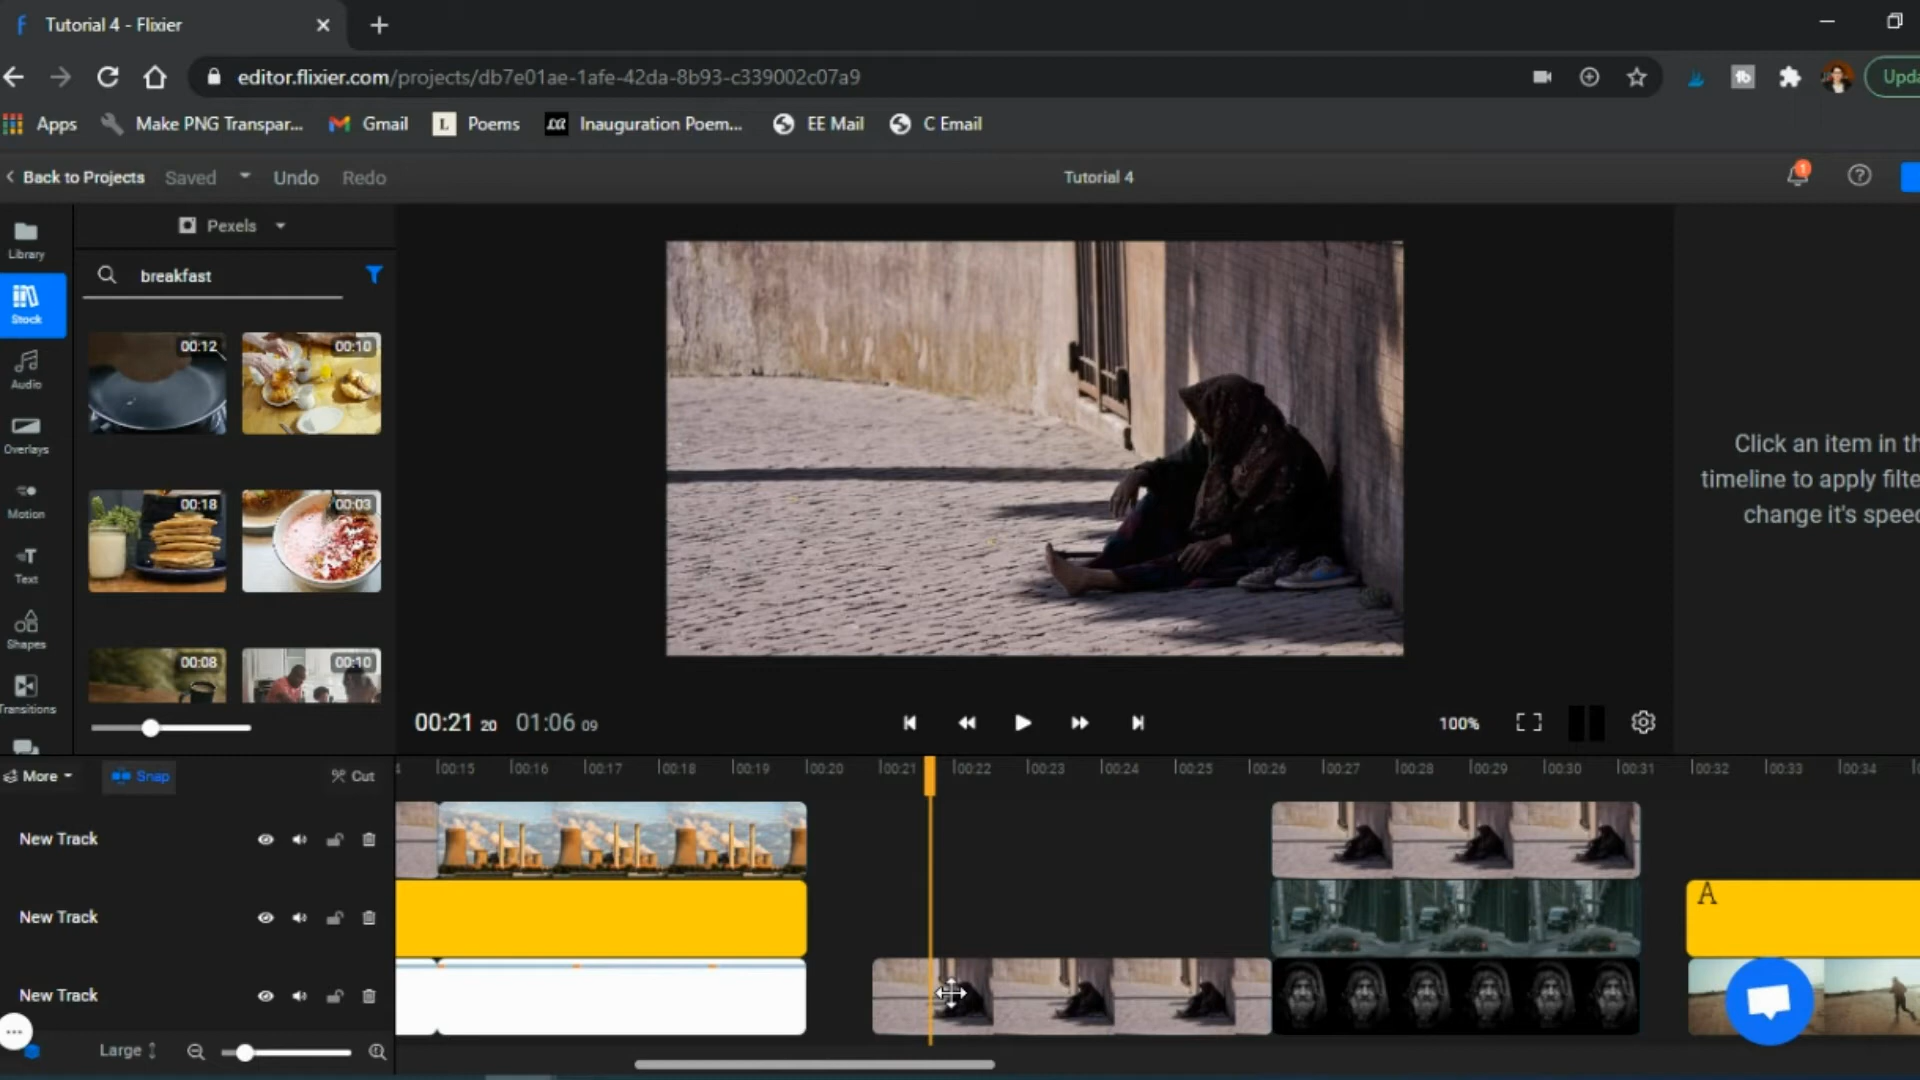 Tutorial 4 - Flixier
editor.flixier.com/projects/db7e01ae-1afe-42da-8b93-c339002c07a9
Upda
Apps
Make PNG Transpar...
Gmail
L
Poems
Inauguration Poem...
EE Mail
C Email
Back to Projects
Saved
Undo
Redo
Tutorial 4
1
Library
Stock
Audio
Overlays
Motion
Text
Shapes
Transitions
Pexels
breakfast
00:12
00:10
00:18
00:03
00:08
00:10
Click an item in th
timeline to apply filte
change it's speed
00:21 20
01:06 09
100%
More
Snap
Cut
00:15
00:16
00:17
00:18
00:19
00:20
00:21
00:22
00:23
00:24
00:25
00:26
00:27
00:28
00:29
00:30
00:31
00:32
00:33
00:34
New Track
New Track
A
New Track
Large